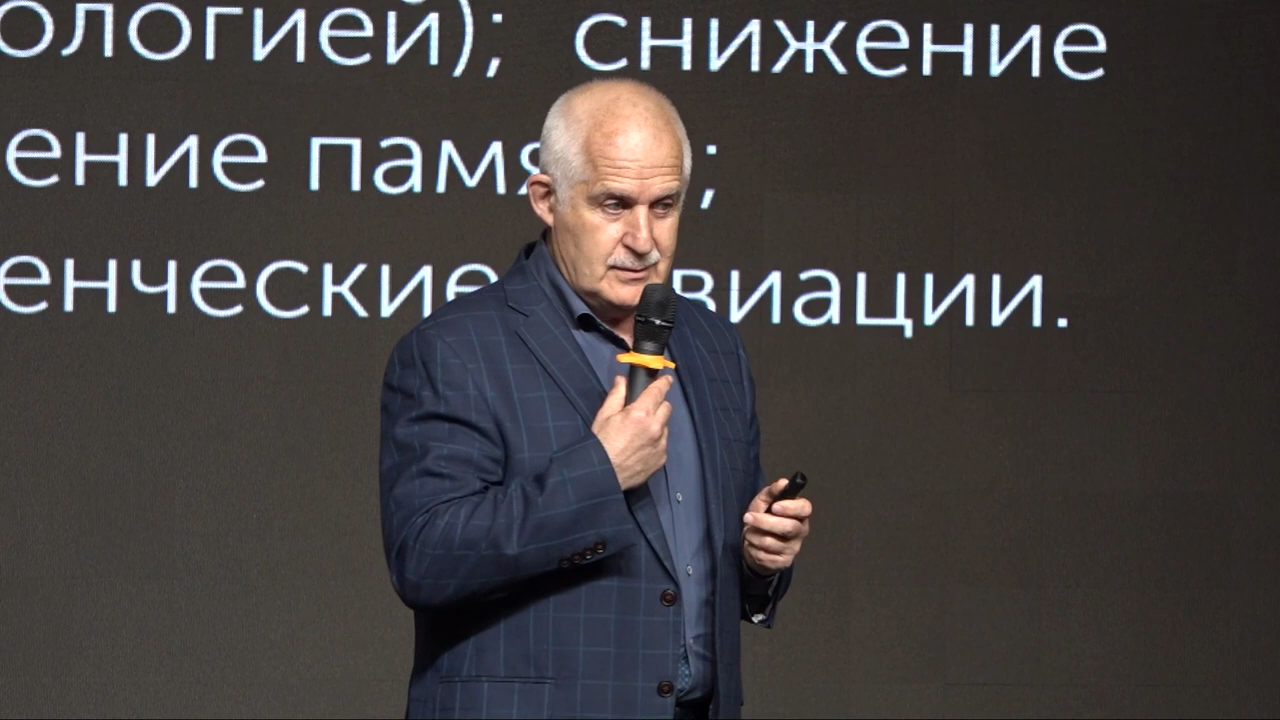 ологией); снижение
ение памя ;
енческие виации.